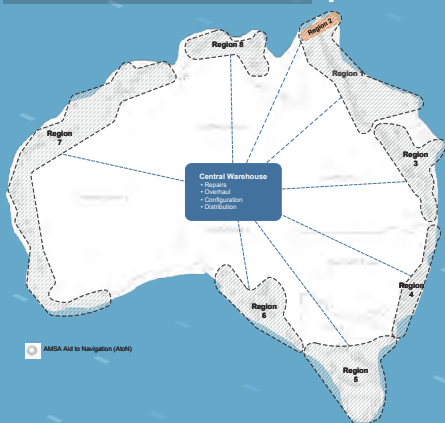 Region 2
Region 8
Region 1
Region
7
Region
3
Central Warehouse
• Repairs
• Overhaul
• Configuration
• Distribution
Region
4
Region
6
AMSA Aid to Navigation (AtoN)
Region
5